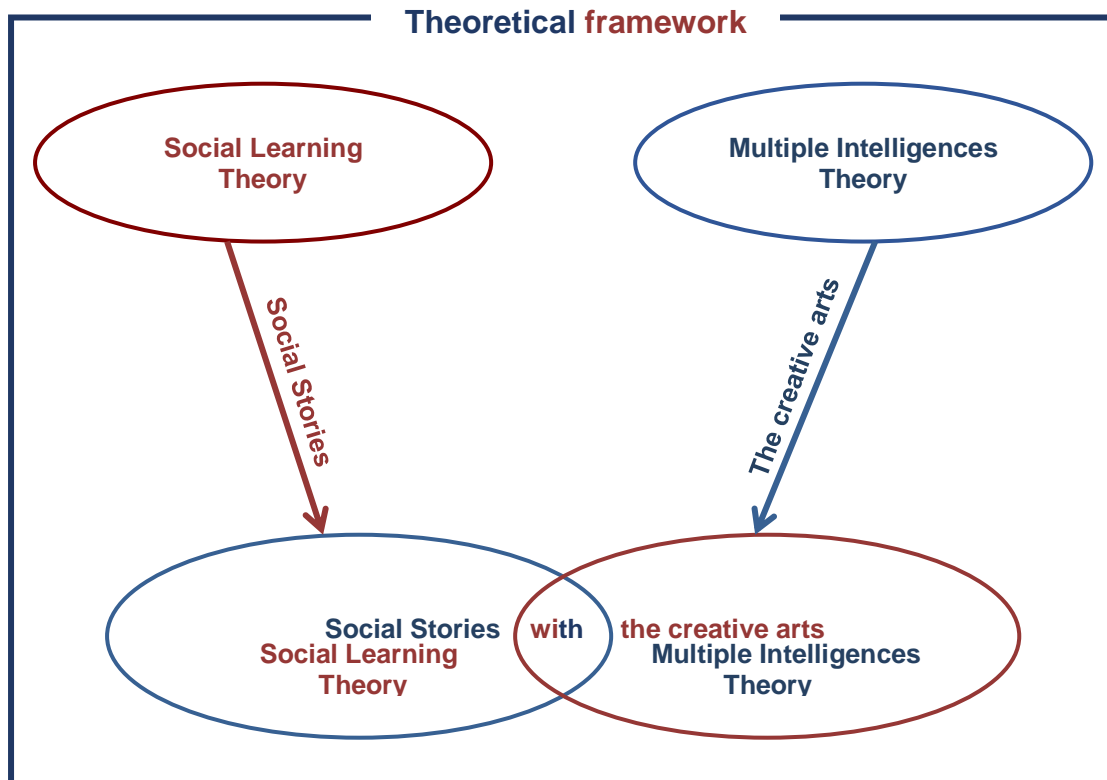 Theoretical framework
Social Learning
Theory
Multiple Intelligences
Theory
Social Stories
The creative arts
Social Stories with the creative arts
Social Learning
Theory
Multiple Intelligences
Theory